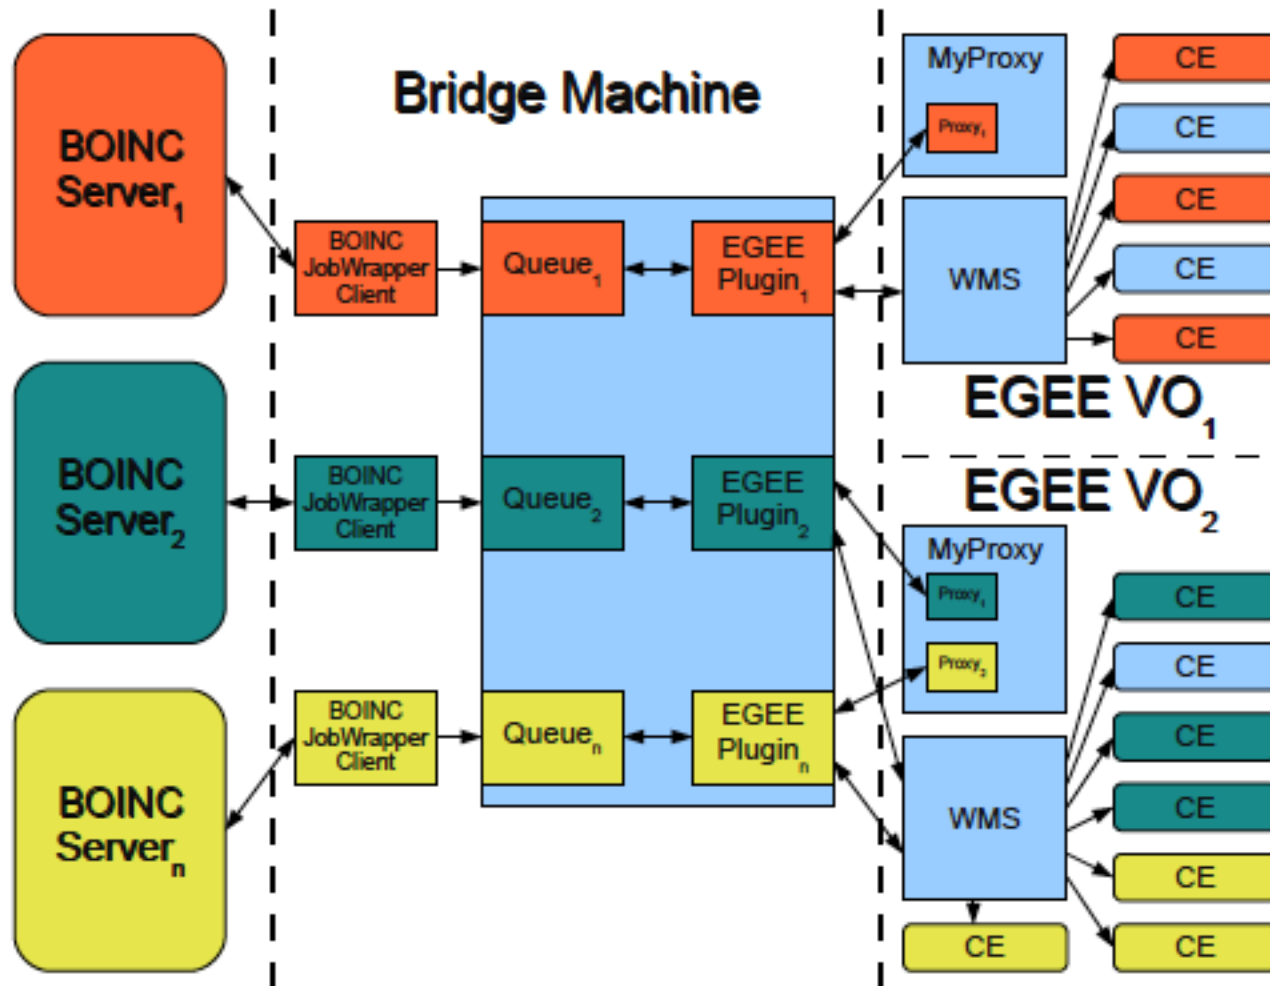 BOINC
Server1
BOINC
Server2
BOINC
Servern
Bridge Machine
BOINC
JobWrapper
Client
Queue1
EGEE
Plugin1
BOINC
JobWrapper
Client
Queue2
EGEE
Plugin2
BOINC
JobWrapper
Client
Queuen
EGEE
Pluginn
MyProxy
Proxy1
WMS
CE
CE
CE
CE
CE
EGEE VO1
EGEE VO2
MyProxy
Proxy1
Proxy2
WMS
CE
CE
CE
CE
CE
CE
CE